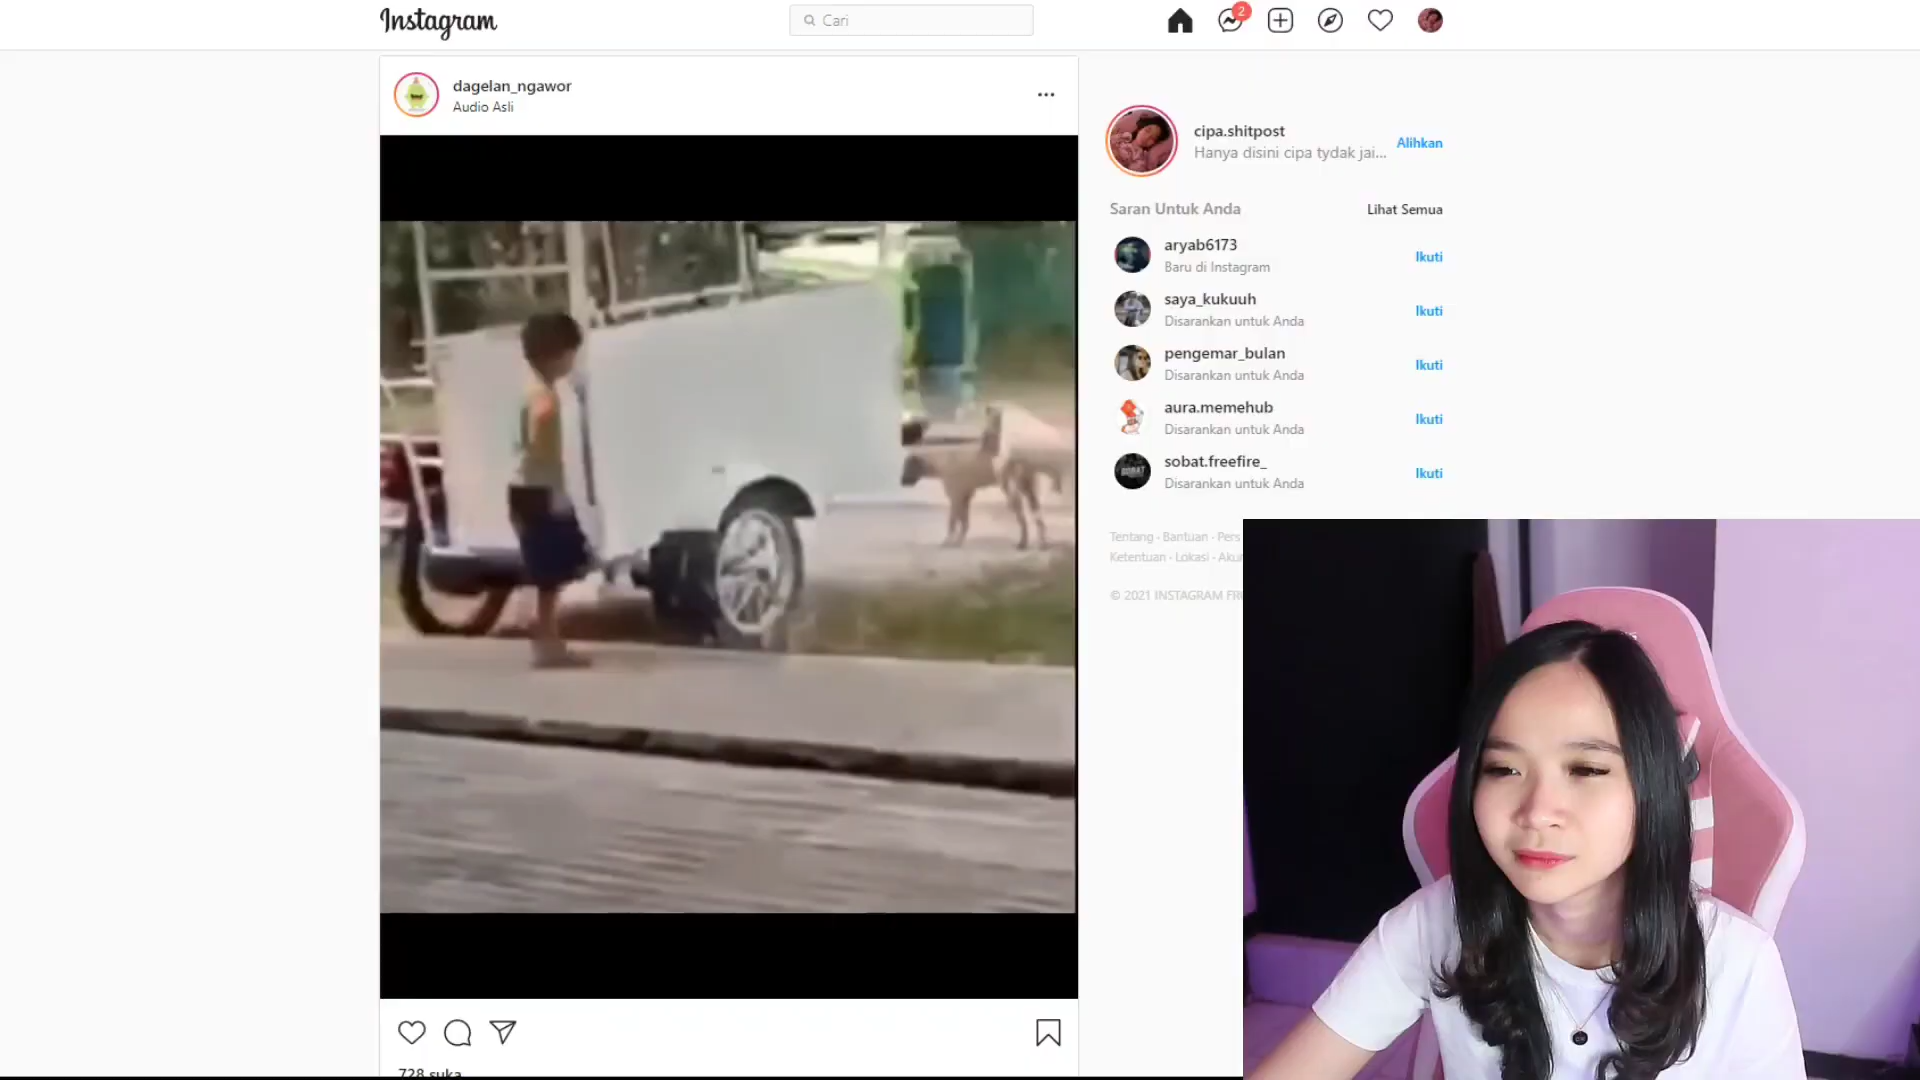 Instagram
Cari
2
dagelan_ngawor
Audio Asli
cipa.shitpost
Hanya disini cipa tydak jai...
Alihkan
Saran Untuk Anda
Lihat Semua
aryab6173
Baru di Instagram
Ikuti
saya_kukuuh
Disarankan untuk Anda
Ikuti
pengemar_bulan
Disarankan untuk Anda
Ikuti
aura.memehub
Disarankan untuk Anda
Ikuti
sobat.freefire_
Disarankan untuk Anda
Ikuti
Tentang · Bantuan · Pers
Ketentuan · Lokasi · Akun
© 2021 INSTAGRAM FRO
728 suka